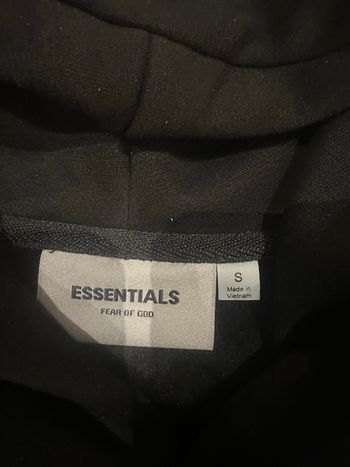 ESSENTIALS
FEAR OF GOD
S
Made in
Vietnam